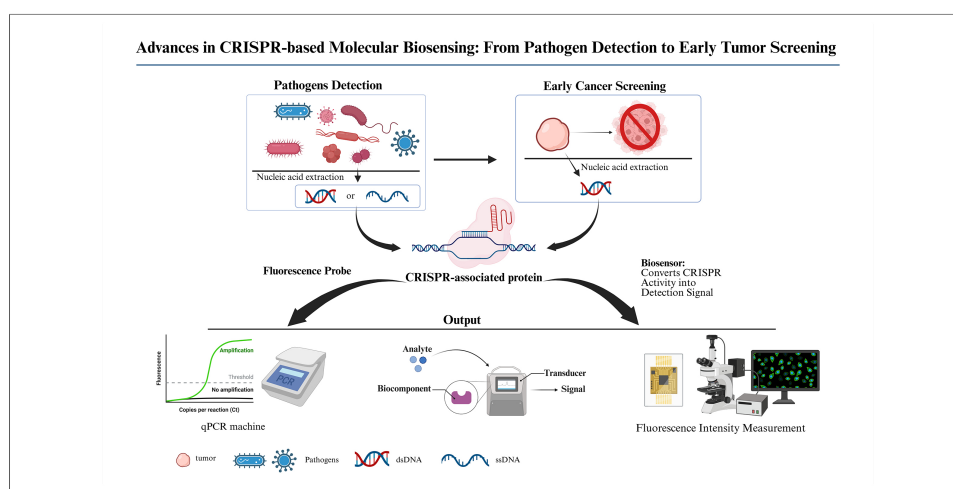 Advances in CRISPR-based Molecular Biosensing: From Pathogen Detection to Early Tumor Screening
Pathogens Detection
Early Cancer Screening
Nucleic acid extraction
or
Nucleic acid extraction
CRISPR-associated protein
Fluorescence Probe
Biosensor:
Converts CRISPR
Activity into
Detection Signal
Output
Fluorescence
Amplification
Threshold
No amplification
Copies per reaction (Ct)
PCR
qPCR machine
Analyte
Biocomponent
Transducer
Signal
Fluorescence Intensity Measurement
tumor
Pathogens
dsDNA
ssDNA